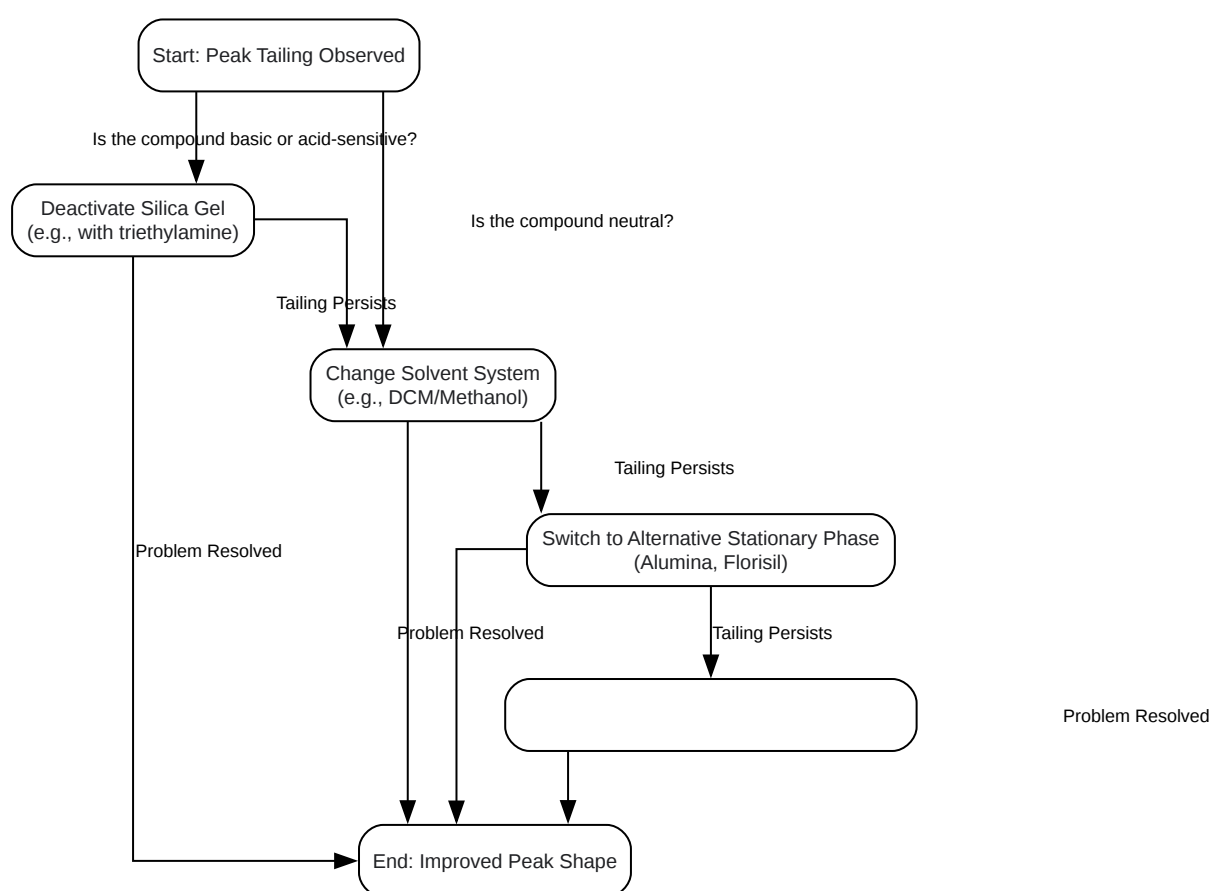 Start: Peak Tailing Observed
Is the compound basic or acid-sensitive?
Deactivate Silica Gel
(e.g., with triethylamine)
Is the compound neutral?
Tailing Persists
Change Solvent System
(e.g., DCM/Methanol)
Tailing Persists
Switch to Alternative Stationary Phase
(Alumina, Florisil)
Problem Resolved
Problem Resolved
Tailing Persists
Problem Resolved
End: Improved Peak Shape